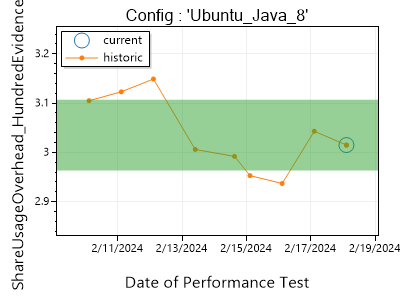 Config : 'Ubuntu_Java_8'
current
historic
3.2
3.1
3
2.9
ShareUsageOverhead_HundredEvidence
2/11/2024
2/13/2024
2/15/2024
2/17/2024
2/19/2024
Date of Performance Test